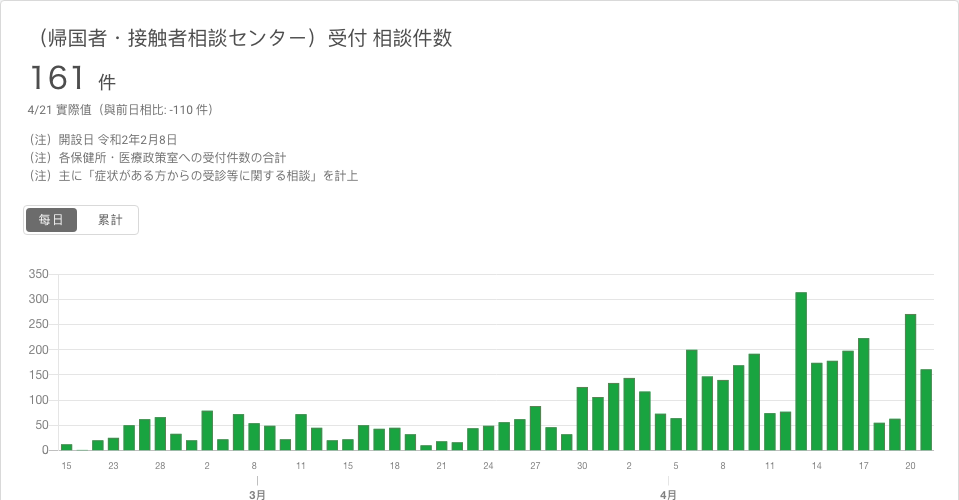 （帰国者・接触者相談センター）受付 相談件数
161 件
4/21 實際值（與前日相比: -110 件）
（注）開設日 令和2年2月8日
（注）各保健所・医療政策室への受付件数の合計
（注）主に「症状がある方からの受診等に関する相談」を計上
每日 累計
350
300
250
200
150
100
50
0
15 23 28 2 8 11 15 18 21 24 27 30 2 5 8 11 14 17 20
3月 4月